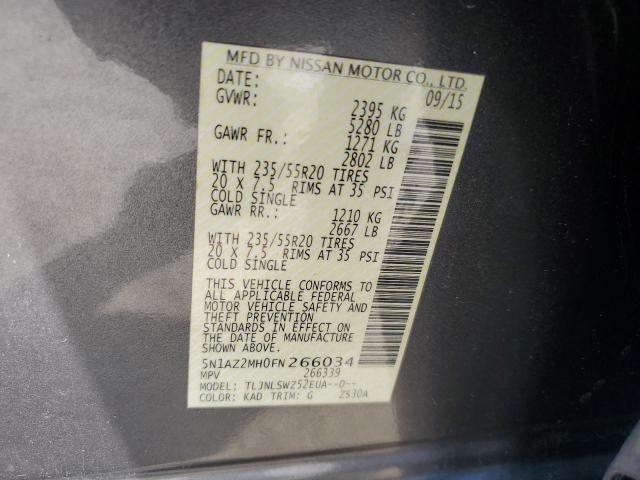 MFD BY NISSAN MOTOR CO., LTD.
DATE: 09/15
GVWR: 2395 KG
5280 LB
GAWR FR.: 1271 KG
2802 LB
WITH 235/55R20 TIRES
20 X 7.5 RIMS AT 35 PSI
COLD SINGLE
GAWR RR.: 1210 KG
2667 LB
WITH 235/55R20 TIRES
20 X 7.5 RIMS AT 35 PSI
COLD SINGLE
THIS VEHICLE CONFORMS TO
ALL APPLICABLE FEDERAL
MOTOR VEHICLE SAFETY AND
THEFT PREVENTION
STANDARDS IN EFFECT ON
THE DATE OF MANUFACTURE
SHOWN ABOVE.
5N1AZ2MH0FN266034
MPV 266339
MODEL: TLJNLSWZ52EUA--D--
COLOR: KAD TRIM: G ZS30A